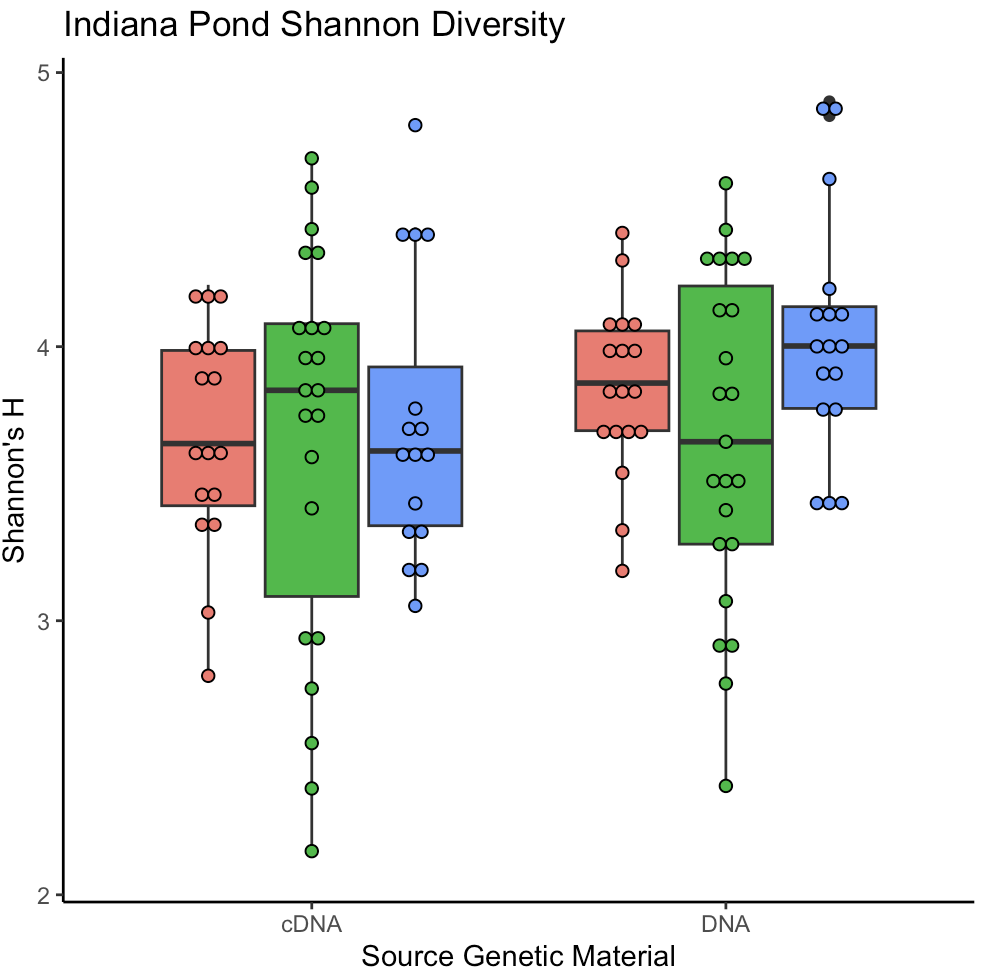 Indiana Pond Shannon Diversity
5
4
3
2
Shannon's H
cDNA
DNA
Source Genetic Material